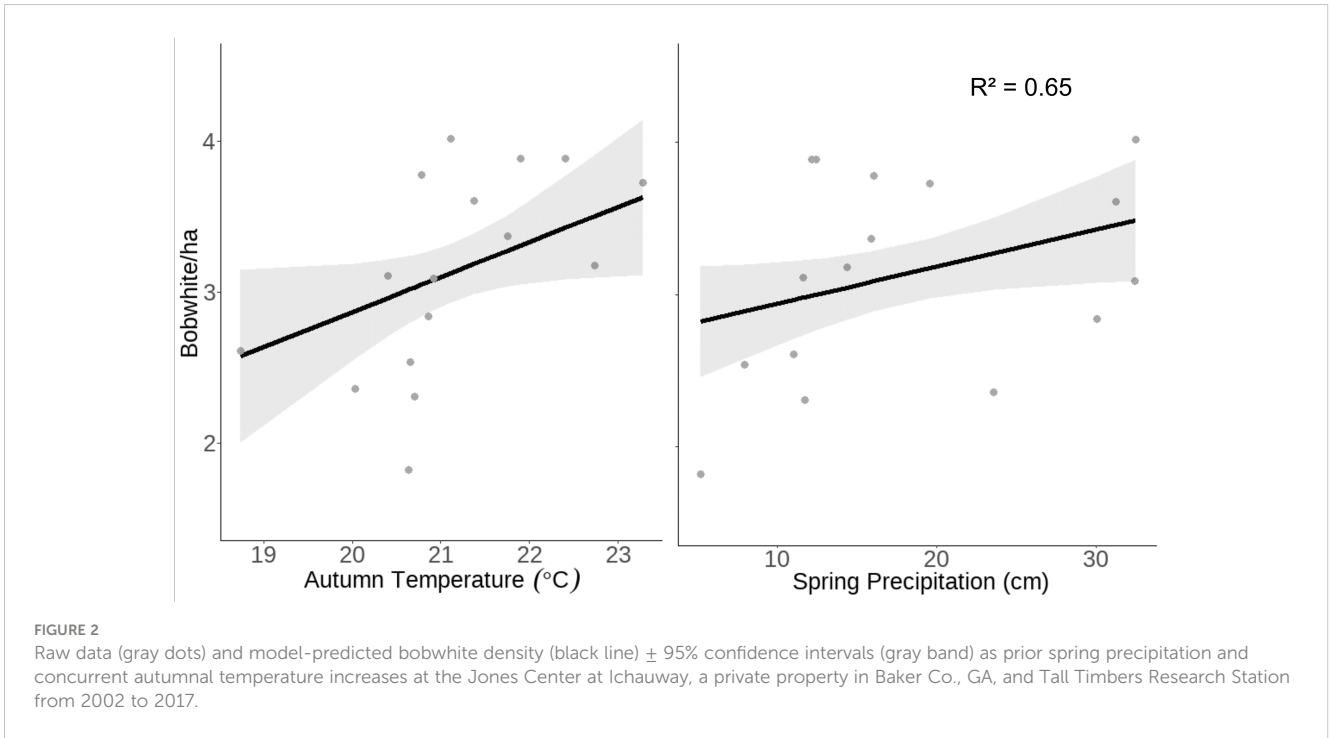 R² = 0.65
4
3
2
Bobwhite/ha
19 20 21 22 23
Autumn Temperature (°C)
10 20 30
Spring Precipitation (cm)
FIGURE 2
Raw data (gray dots) and model-predicted bobwhite density (black line) ± 95% confidence intervals (gray band) as prior spring precipitation and
concurrent autumnal temperature increases at the Jones Center at Ichauway, a private property in Baker Co., GA, and Tall Timbers Research Station
from 2002 to 2017.